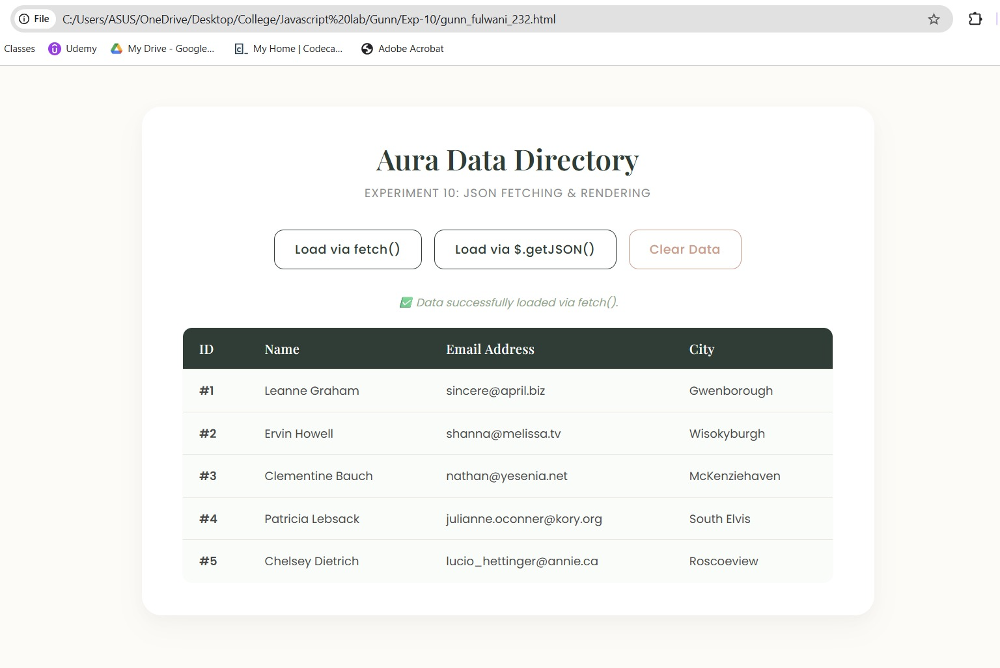 File C:/Users/ASUS/OneDrive/Desktop/College/Javascript%20lab/Gunn/Exp-10/gunn_fulwani_232.html
Classes Udemy My Drive - Google... My Home | Codeca... Adobe Acrobat
Aura Data Directory
EXPERIMENT 10: JSON FETCHING & RENDERING
Load via fetch() Load via $.getJSON() Clear Data
✅ Data successfully loaded via fetch().
ID Name Email Address City
#1 Leanne Graham sincere@april.biz Gwenborough
#2 Ervin Howell shanna@melissa.tv Wisokyburgh
#3 Clementine Bauch nathan@yesenia.net McKenziehaven
#4 Patricia Lebsack julianne.oconner@kory.org South Elvis
#5 Chelsey Dietrich lucio_hettinger@annie.ca Roscoeview